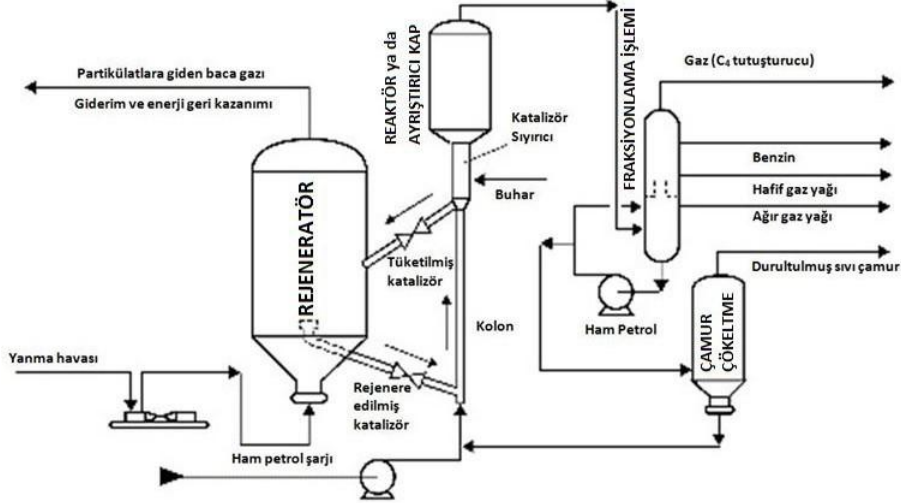 Partikülatlara giden baca gazı
Giderim ve enerji geri kazanımı
REAKTÖR ya da
AYRIŞTIRICI KAP
Katalizör
Sıyırıcı
Buhar
FRAKSİYONLAMA İŞLEMİ
Gaz (C₄ tutuşturucu)
Benzin
Hafif gaz yağı
Ağır gaz yağı
Durultulmuş sıvı çamur
REJENERATÖR
Tüketilmiş
katalizör
Kolon
Ham Petrol
ÇAMUR
ÇÖKELTME
Yanma havası
Rejenere
edilmiş
katalizör
Ham petrol şarjı